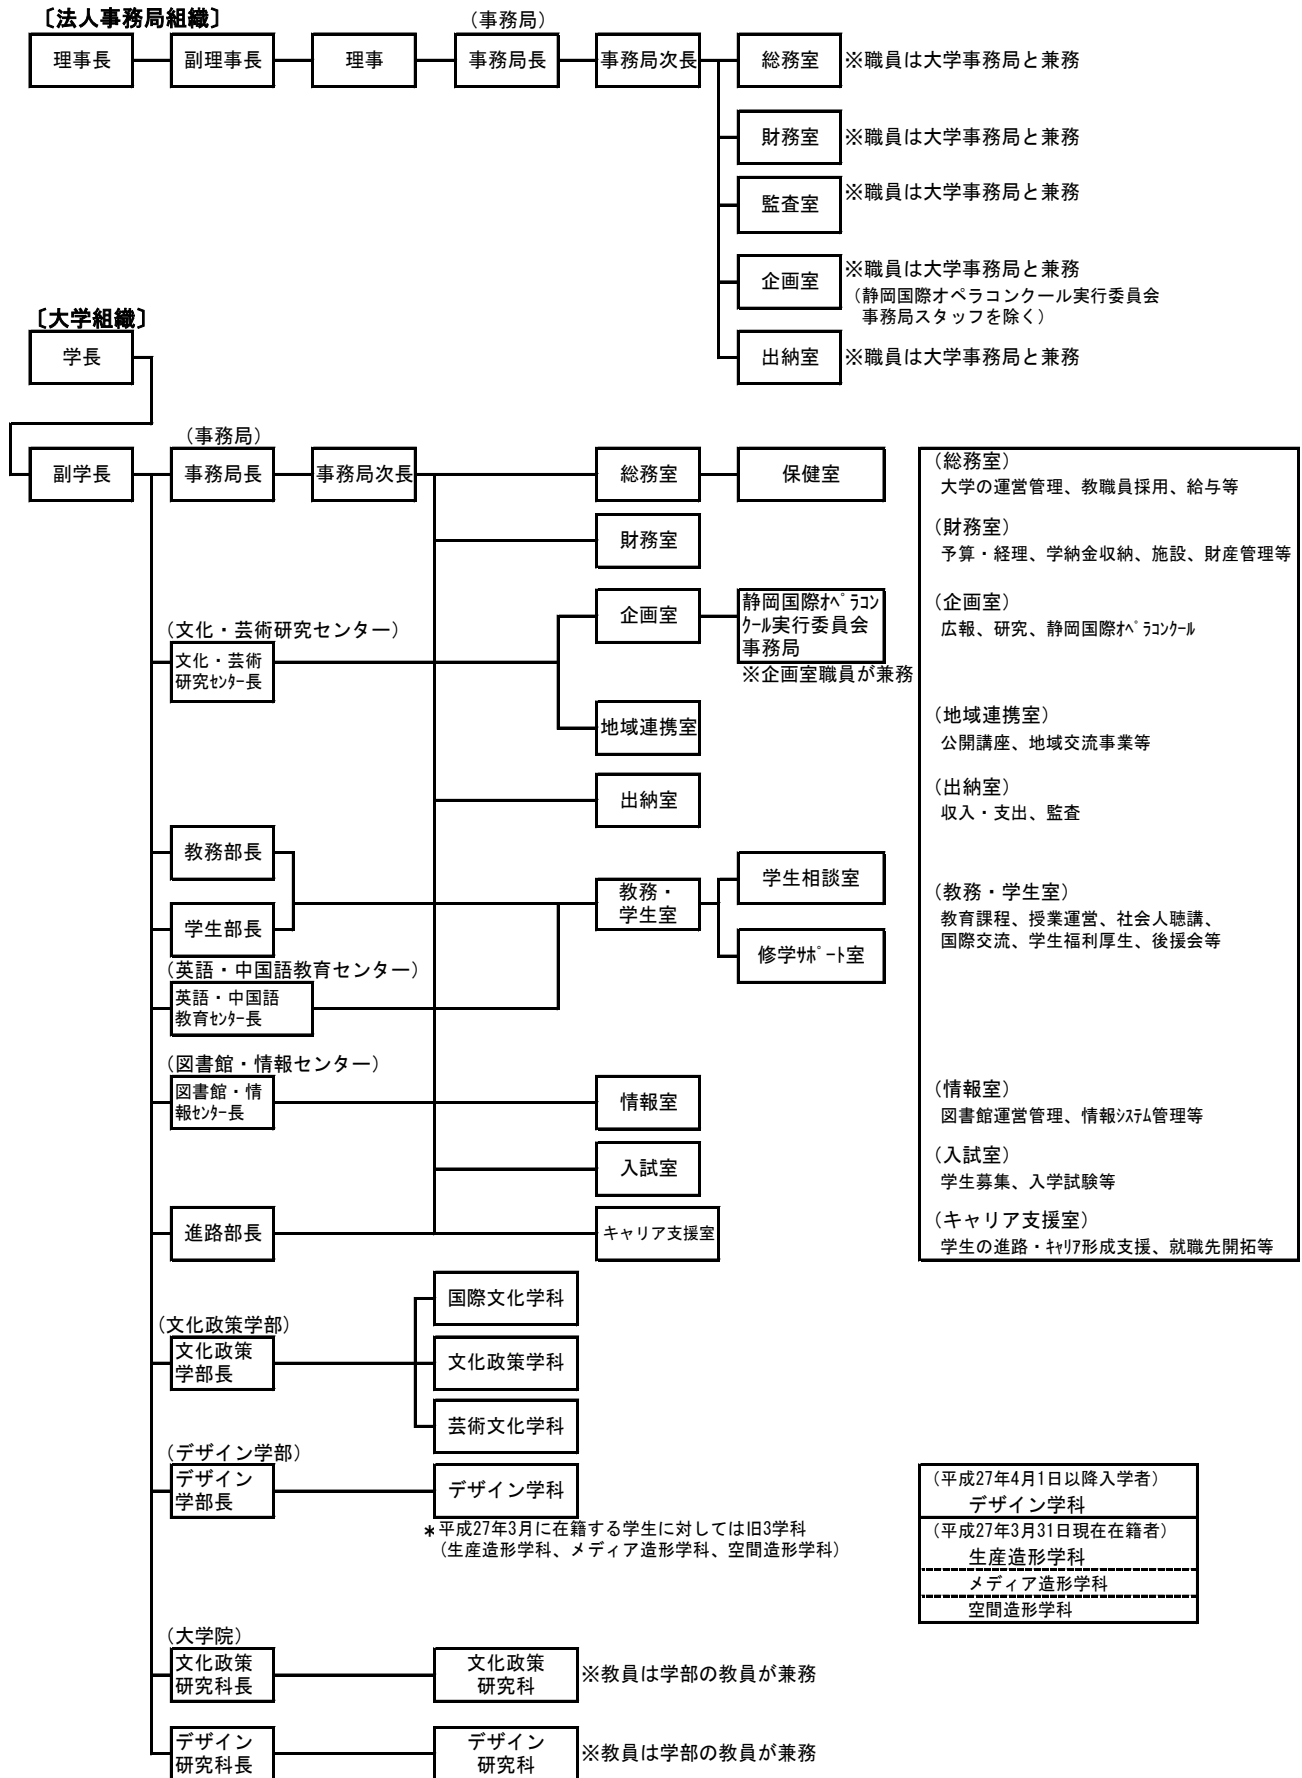 〔法人事務局組織〕
（事務局）
理事長
副理事長
理事
事務局長
事務局次長
総務室
※職員は大学事務局と兼務
財務室
※職員は大学事務局と兼務
監査室
※職員は大学事務局と兼務
企画室
※職員は大学事務局と兼務
（静岡国際オペラコンクール実行委員会
事務局スタッフを除く）
出納室
※職員は大学事務局と兼務
〔大学組織〕
学長
副学長
（事務局）
事務局長
事務局次長
総務室
保健室
財務室
企画室
静岡国際ｵﾍﾟﾗｺﾝ
ｸｰﾙ実行委員会
事務局
※企画室職員が兼務
（文化・芸術研究センター）
文化・芸術
研究ｾﾝﾀｰ長
地域連携室
出納室
教務部長
学生部長
教務・
学生室
学生相談室
修学ｻﾎﾟｰﾄ室
（英語・中国語教育センター）
英語・中国語
教育ｾﾝﾀｰ長
（図書館・情報センター）
図書館・情
報ｾﾝﾀｰ長
情報室
入試室
進路部長
キャリア支援室
（総務室）
大学の運営管理、教職員採用、給与等
（財務室）
予算・経理、学納金収納、施設、財産管理等
（企画室）
広報、研究、静岡国際ｵﾍﾟﾗｺﾝｸｰﾙ
（地域連携室）
公開講座、地域交流事業等
（出納室）
収入・支出、監査
（教務・学生室）
教育課程、授業運営、社会人聴講、
国際交流、学生福利厚生、後援会等
（情報室）
図書館運営管理、情報ｼｽﾃﾑ管理等
（入試室）
学生募集、入学試験等
（キャリア支援室）
学生の進路・ｷｬﾘｱ形成支援、就職先開拓等
（文化政策学部）
文化政策
学部長
国際文化学科
文化政策学科
芸術文化学科
（デザイン学部）
デザイン
学部長
デザイン学科
＊平成27年3月に在籍する学生に対しては旧3学科
（生産造形学科、メディア造形学科、空間造形学科）
（平成27年4月1日以降入学者）
デザイン学科
（平成27年3月31日現在在籍者）
生産造形学科
メディア造形学科
空間造形学科
（大学院）
文化政策
研究科長
文化政策
研究科
※教員は学部の教員が兼務
デザイン
研究科長
デザイン
研究科
※教員は学部の教員が兼務